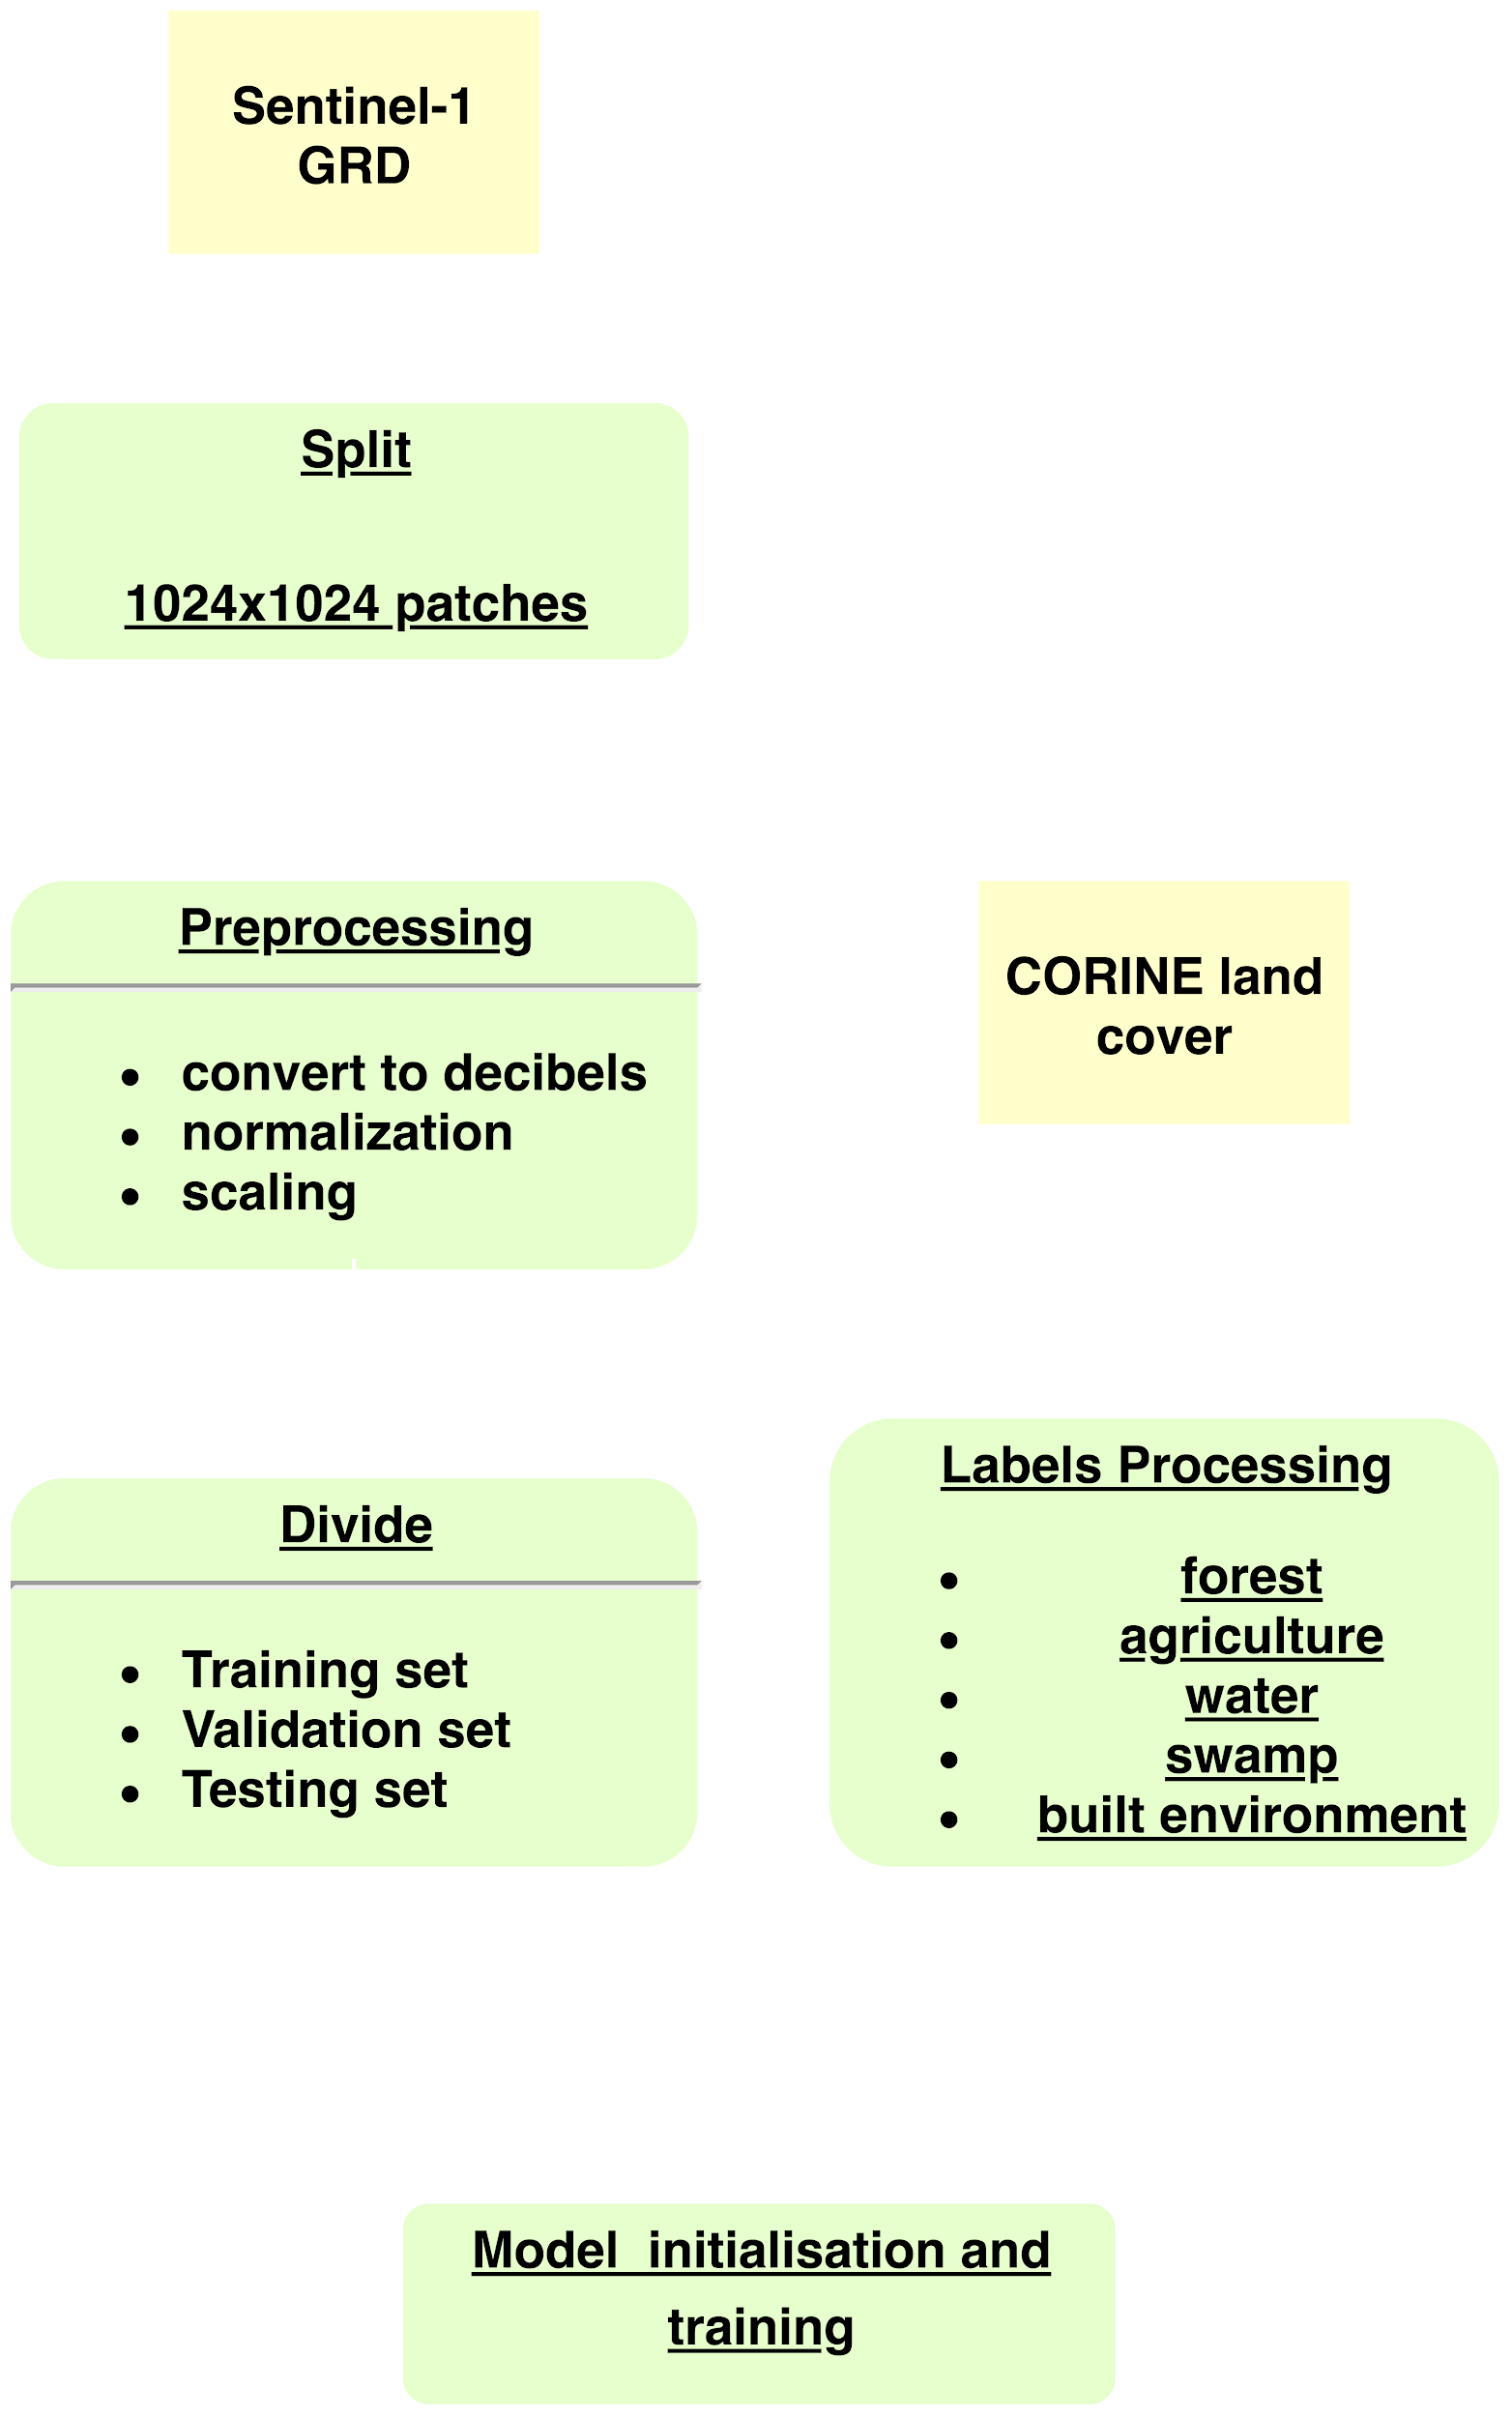 Sentinel-1
GRD
Split
1024x1024 patches
Preprocessing
• convert to decibels
• normalization
• scaling
CORINE land
cover
Divide
• Training set
• Validation set
• Testing set
Labels Processing
• forest
• agriculture
• water
• swamp
• built environment
Model  initialisation and
training